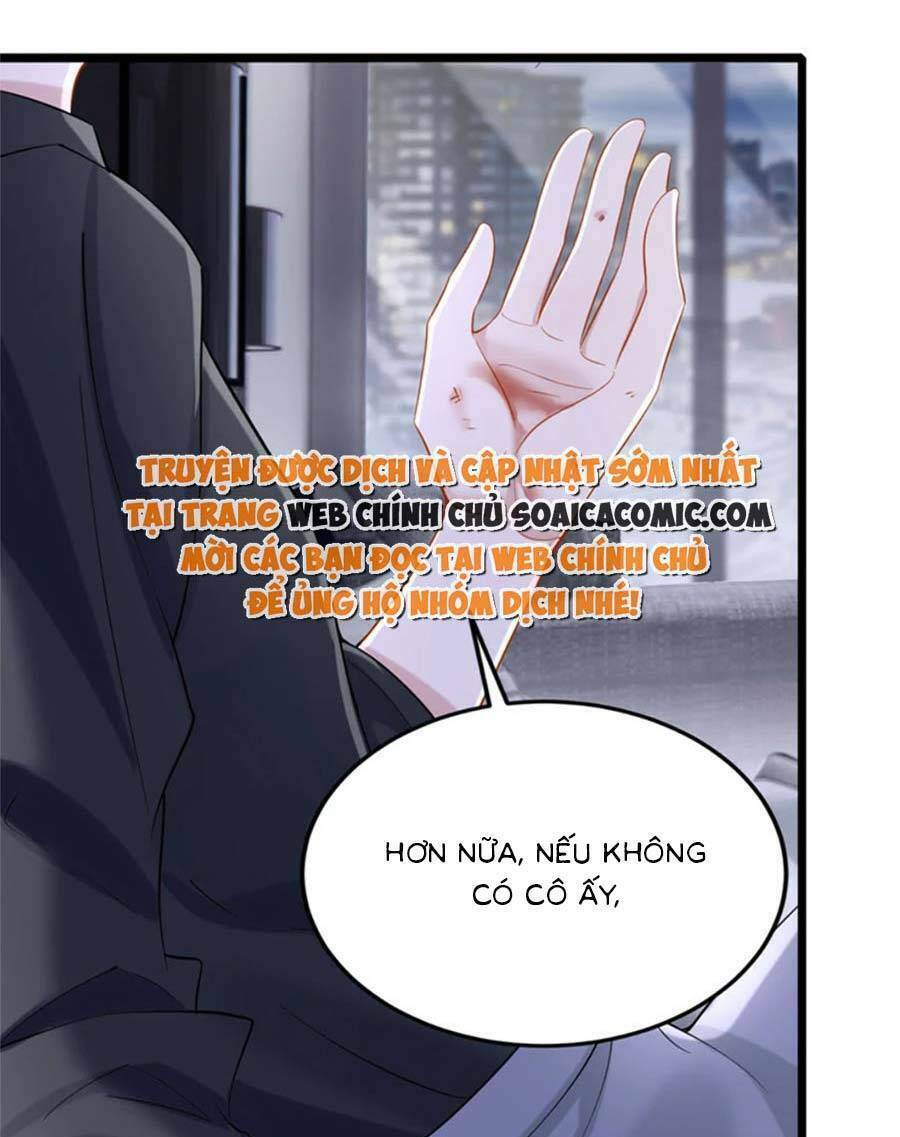 TRUYỆN ĐƯỢC DỊCH VÀ CẬP NHẬT SỚM NHẤT
TẠI TRANG WEB CHÍNH CHỦ SOAICACOMIC.COM
MỜI CÁC BẠN ĐỌC TẠI WEB CHÍNH CHỦ
ĐỂ ỦNG HỘ NHÓM DỊCH NHÉ!
HƠN NỮA, NẾU KHÔNG
CÓ CÔ ẤY,